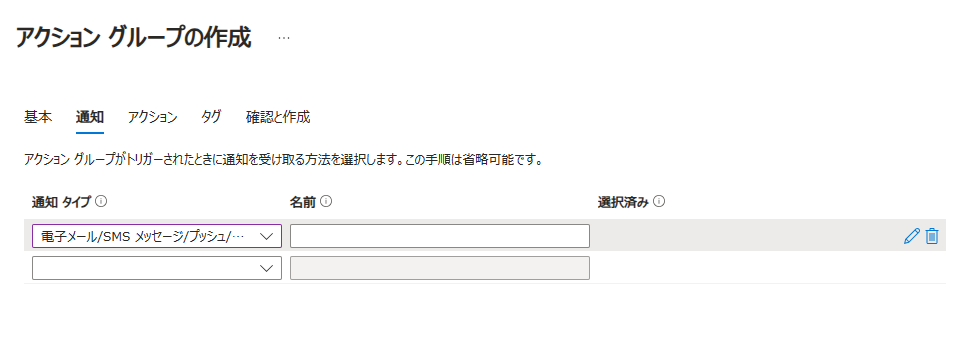 アクション グループの作成 …
基本 通知 アクション タグ 確認と作成
アクション グループがトリガーされたときに通知を受け取る方法を選択します。この手順は省略可能です。
通知 タイプ 名前 選択済み
電子メール/SMS メッセージ/プッシュ/…